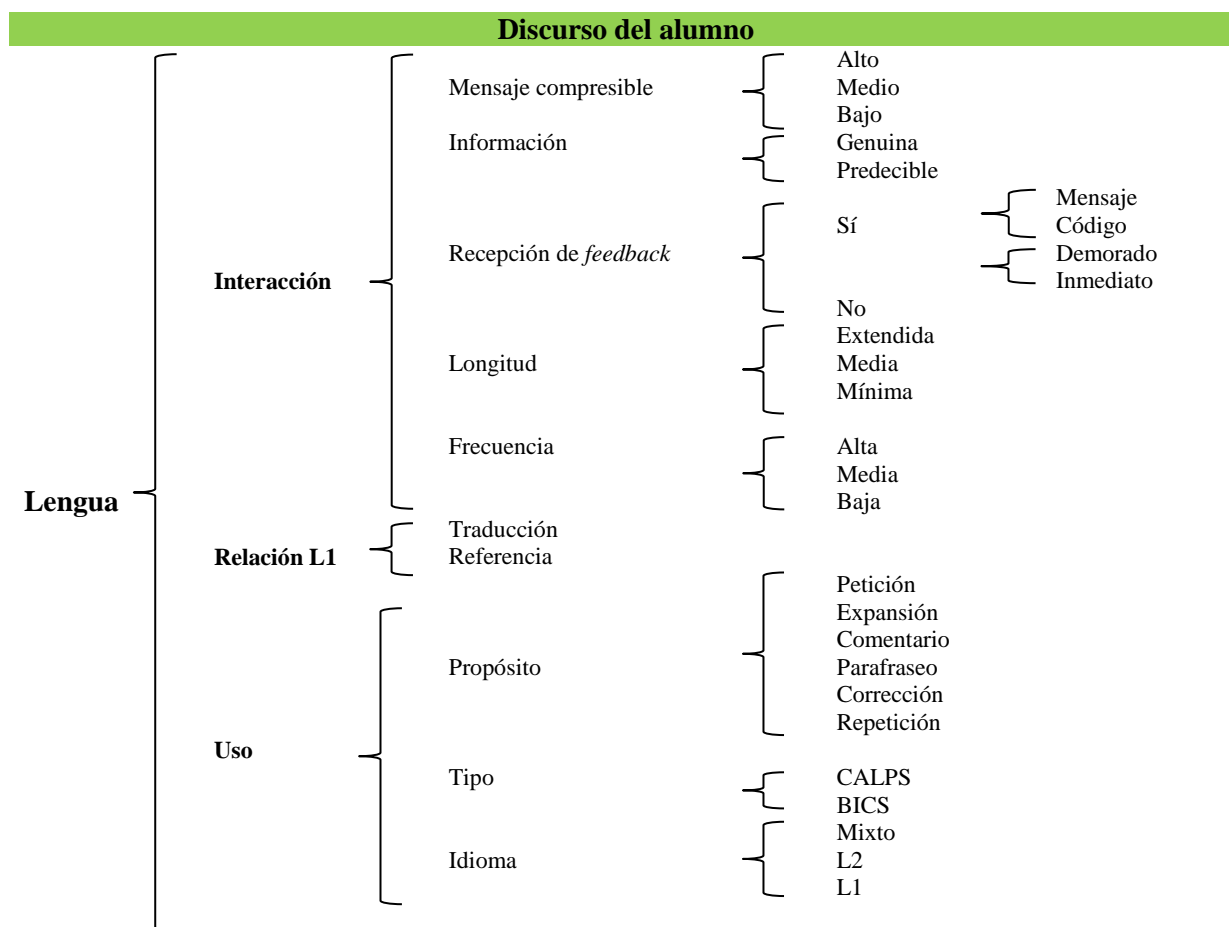 Discurso del alumno
Lengua
Interacción
Mensaje compresible
Alto
Medio
Bajo
Información
Genuina
Predecible
Recepción de feedback
Sí
Mensaje
Código
Demorado
Inmediato
No
Longitud
Extendida
Media
Mínima
Frecuencia
Alta
Media
Baja
Relación L1
Traducción
Referencia
Uso
Propósito
Petición
Expansión
Comentario
Parafraseo
Corrección
Repetición
Tipo
CALPS
BICS
Idioma
Mixto
L2
L1